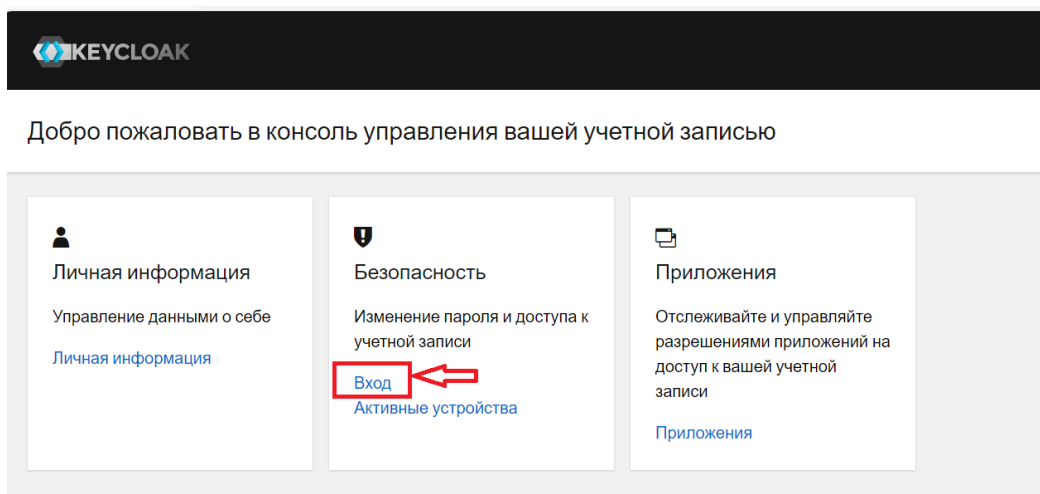 KEYCLOAK
Добро пожаловать в консоль управления вашей учетной записью
Личная информация
Управление данными о себе
Личная информация
Безопасность
Изменение пароля и доступа к
учетной записи
Вход
Активные устройства
Приложения
Отслеживайте и управляйте
разрешениями приложений на
доступ к вашей учетной
записи
Приложения